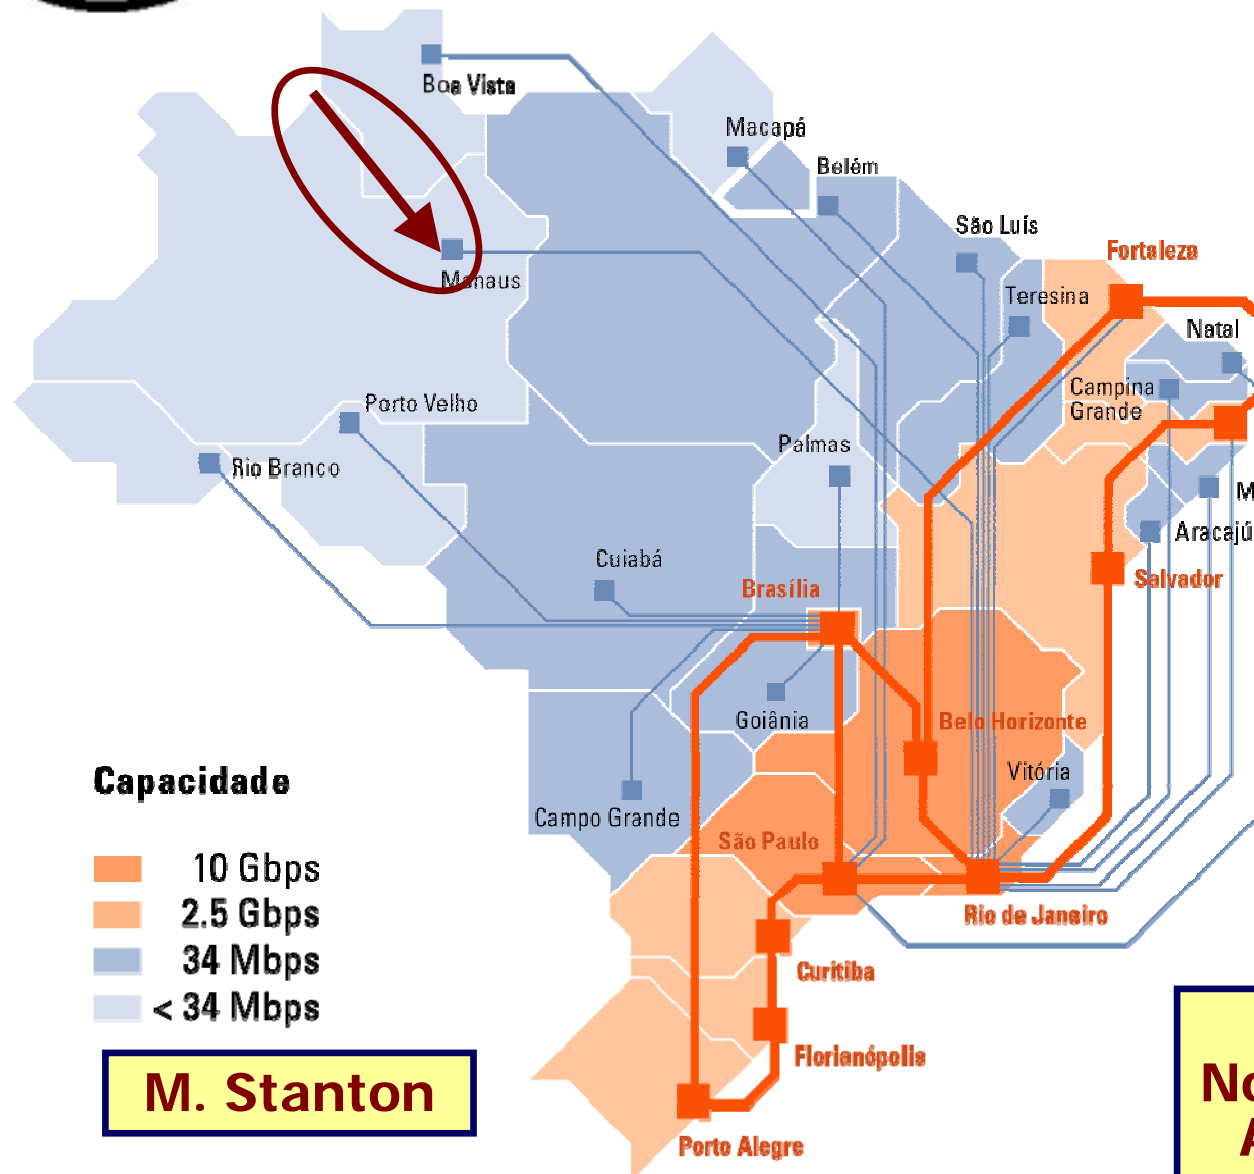 Boa Vista
Macapá
Belém
São Luís
Fortaleza
Manaus
Teresina
Natal
Campina
Grande
Porto Velho
Rio Branco
Palmas
Aracajú
Cuiabá
Brasília
Salvador
Goiânia
Belo Horizonte
Vitória
Campo Grande
São Paulo
Rio de Janeiro
Curitiba
Florianópolis
Porto Alegre
Capacidade
10 Gbps
2.5 Gbps
34 Mbps
< 34 Mbps
M. Stanton